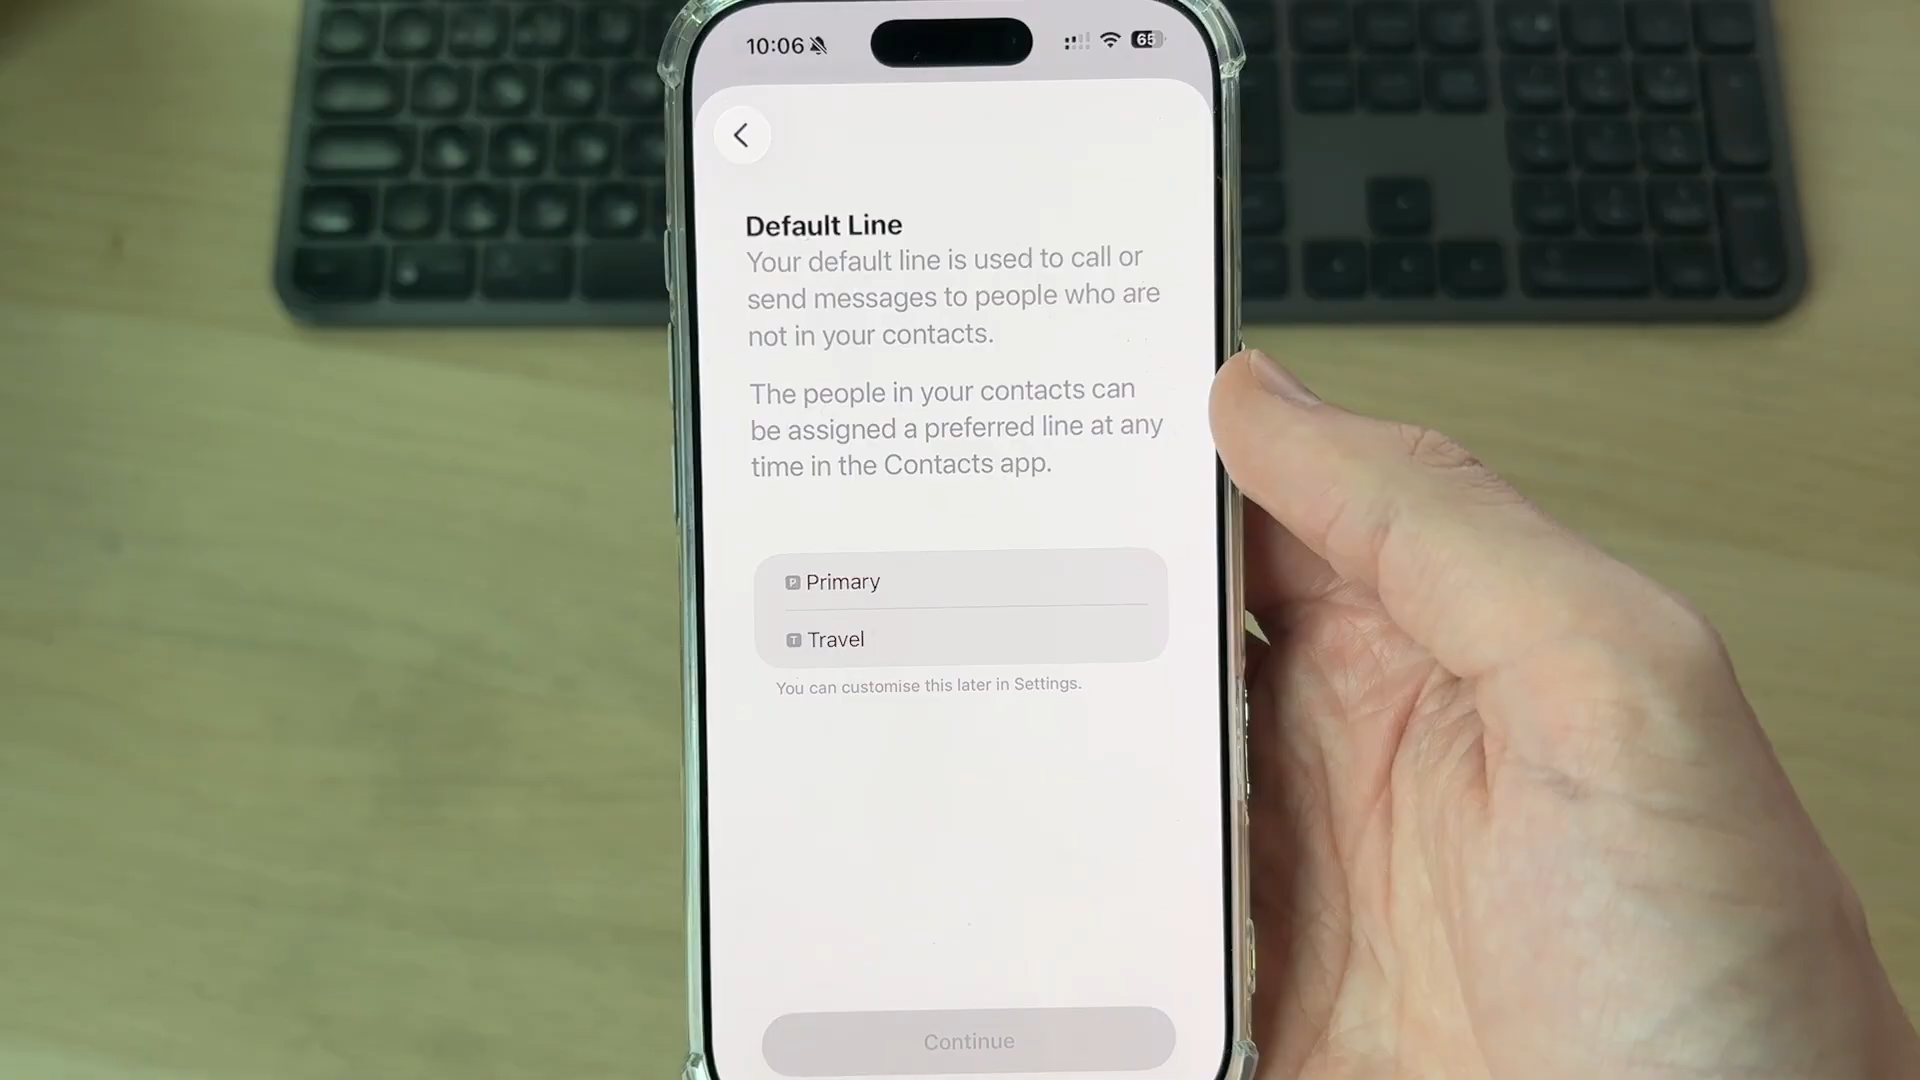 10:06
65
Default Line
Your default line is used to call or
send messages to people who are
not in your contacts.
The people in your contacts can
be assigned a preferred line at any
time in the Contacts app.
P Primary
T Travel
You can customise this later in Settings.
Continue